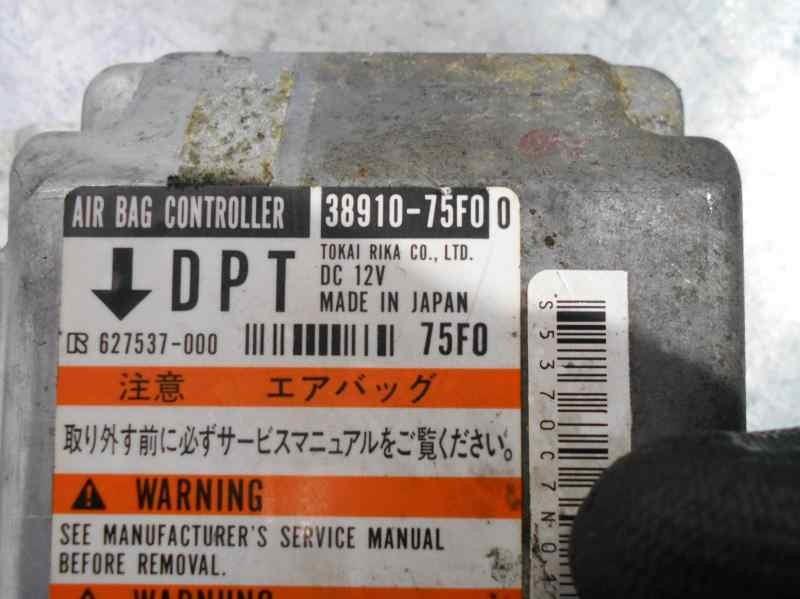 AIR BAG CONTROLLER 38910-75F0 0
DPT
TOKAI RIKA CO., LTD.
DC 12V
MADE IN JAPAN
627537-000 75F0
注意 エアバッグ
取り外す前に必ずサービスマニュアルをご覧ください。
WARNING
SEE MANUFACTURER'S SERVICE MANUAL
BEFORE REMOVAL.
WARNING
S5370C7N0